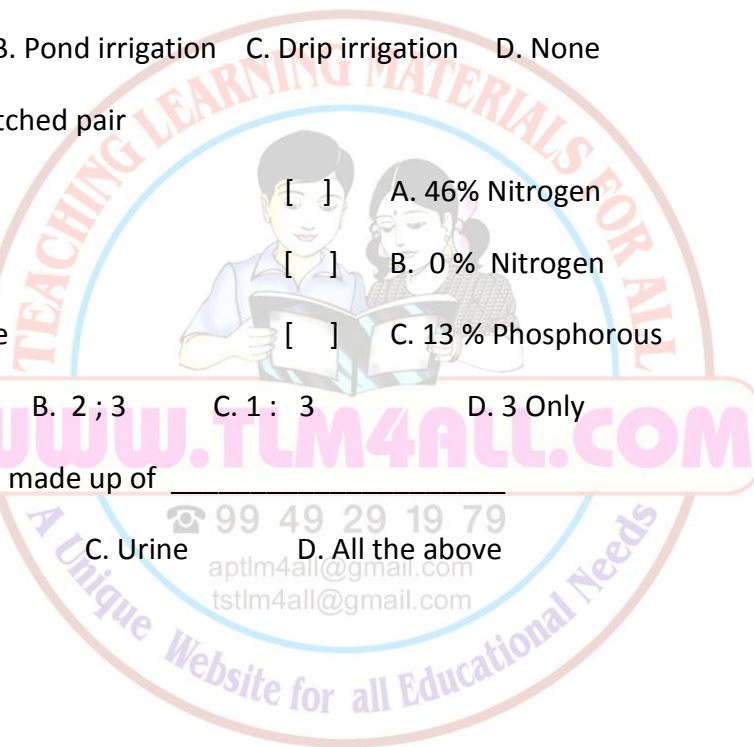 B. Pond irrigation C. Drip irrigation D. None
tched pair
[ ] A. 46% Nitrogen
[ ] B. 0 % Nitrogen
e [ ] C. 13 % Phosphorous
B. 2 ; 3 C. 1 : 3 D. 3 Only
made up of _____________________
C. Urine D. All the above
TEACHING LEARNING MATERIALS FOR ALL
WWW.TLM4ALL.COM
☎ 99 49 29 19 79
aptlm4all@gmail.com
tstlm4all@gmail.com
A Unique Website for all Educational Needs